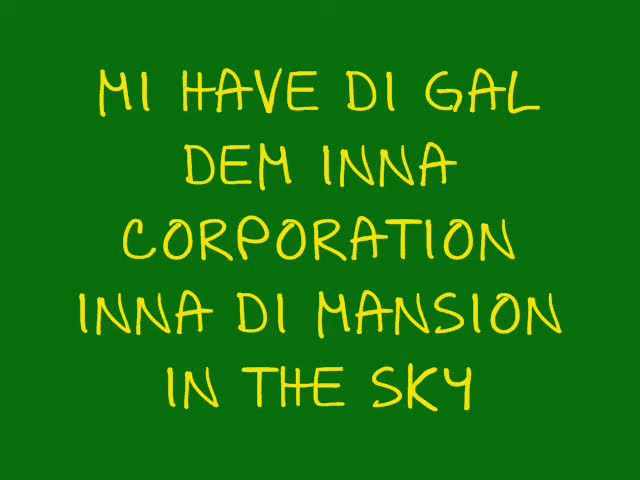 MI HAVE DI GAL
DEM INNA
CORPORATION
INNA DI MANSION
IN THE SKY